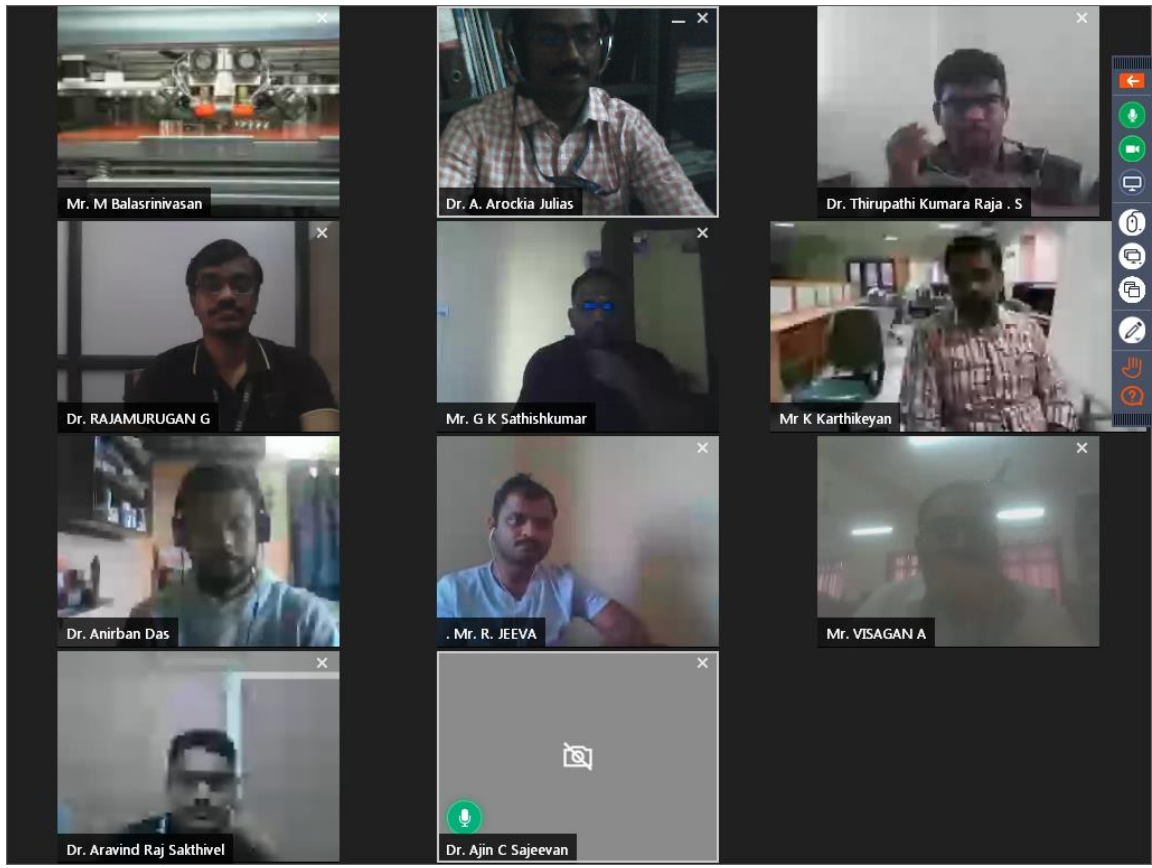 Mr. M Balasrinivasan
Dr. A. Arockia Julias
Dr. Thirupathi Kumara Raja . S
Dr. RAJAMURUGAN G
Mr. G K Sathishkumar
Mr K Karthikeyan
Dr. Anirban Das
. Mr. R. JEEVA
Mr. VISAGAN A
Dr. Aravind Raj Sakthivel
Dr. Ajin C Sajeevan